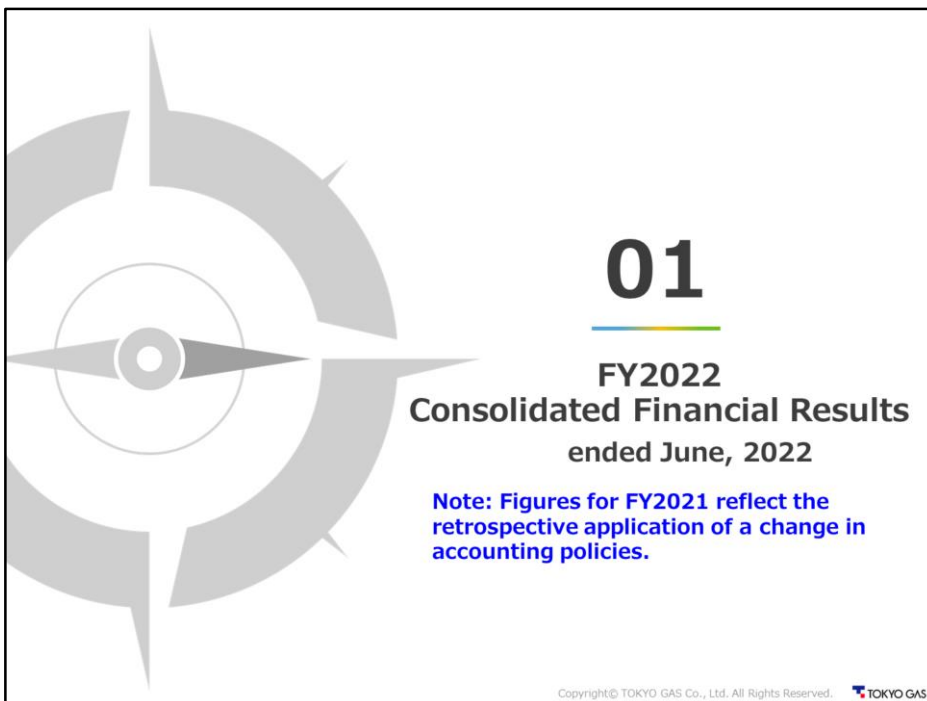 01
FY2022
Consolidated Financial Results
ended June, 2022
Note: Figures for FY2021 reflect the
retrospective application of a change in
accounting policies.
Copyright© TOKYO GAS Co., Ltd. All Rights Reserved.
TOKYO GAS